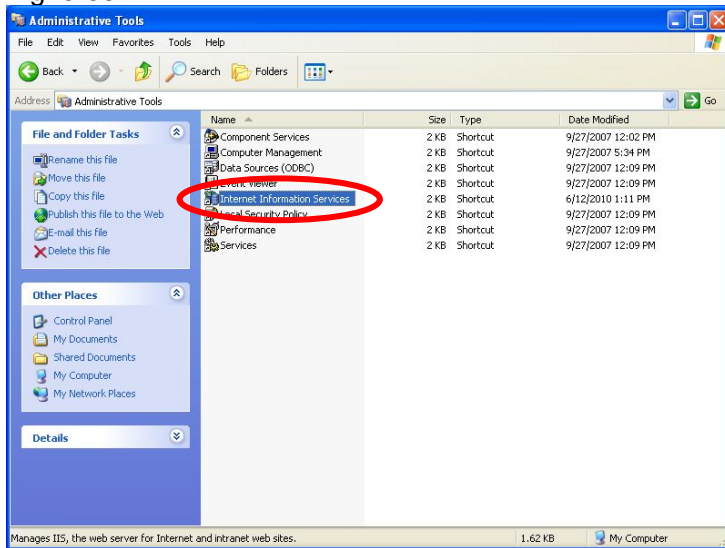 Administrative Tools
File Edit View Favorites Tools Help
Back Search Folders
Address Administrative Tools Go
Name Size Type Date Modified
File and Folder Tasks
Rename this file
Move this file
Copy this file
Publish this file to the Web
E-mail this file
Delete this file
Other Places
Control Panel
My Documents
Shared Documents
My Computer
My Network Places
Details
Component Services 2 KB Shortcut 9/27/2007 12:02 PM
Computer Management 2 KB Shortcut 9/27/2007 5:34 PM
Data Sources (ODBC) 2 KB Shortcut 9/27/2007 12:09 PM
Event Viewer 2 KB Shortcut 9/27/2007 12:09 PM
Internet Information Services 2 KB Shortcut 6/12/2010 1:11 PM
Local Security Policy 2 KB Shortcut 9/27/2007 12:09 PM
Performance 2 KB Shortcut 9/27/2007 12:09 PM
Services 2 KB Shortcut 9/27/2007 12:09 PM
Manages IIS, the web server for Internet and intranet web sites. 1.62 KB My Computer